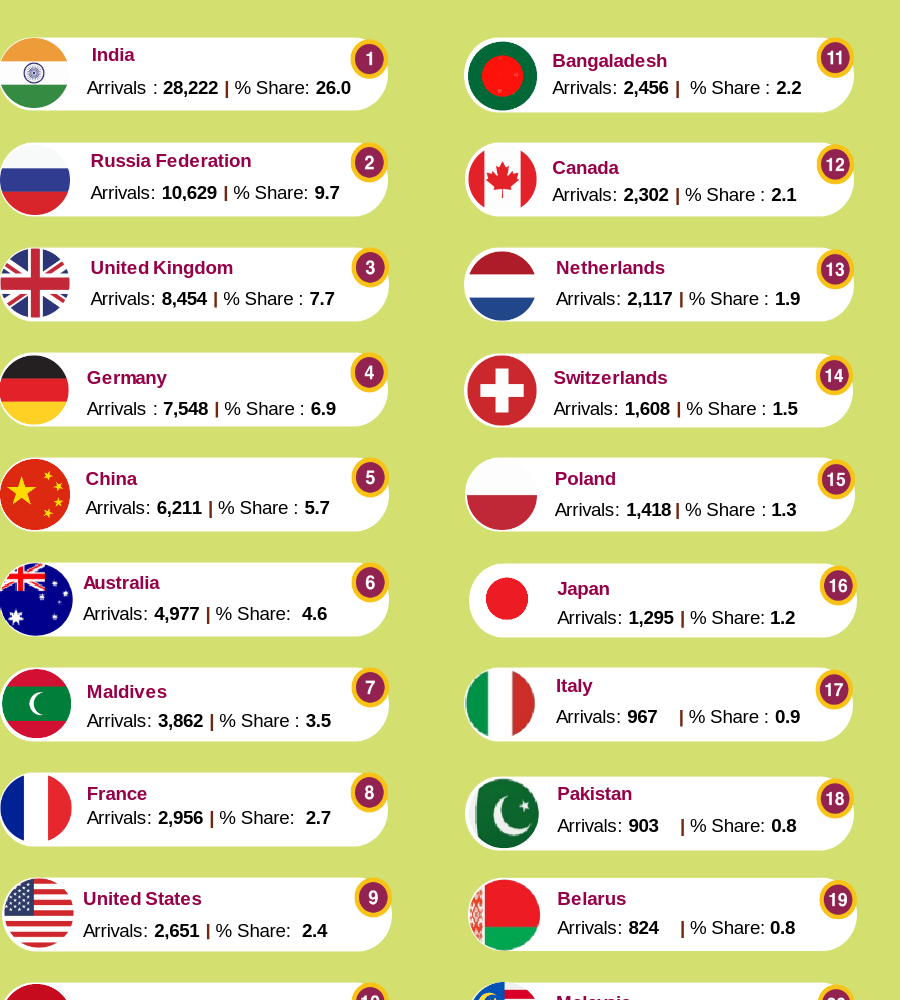 India
1
Arrivals : 28,222 | % Share: 26.0
Russia Federation
2
Arrivals: 10,629 | % Share: 9.7
United Kingdom
3
Arrivals: 8,454 | % Share : 7.7
Germany
4
Arrivals : 7,548 | % Share : 6.9
China
5
Arrivals: 6,211 | % Share : 5.7
Australia
6
Arrivals: 4,977 | % Share: 4.6
Maldives
7
Arrivals: 3,862 | % Share : 3.5
France
8
Arrivals: 2,956 | % Share: 2.7
United States
9
Arrivals: 2,651 | % Share: 2.4
10
Bangladesh
11
Arrivals: 2,456 | % Share : 2.2
Canada
12
Arrivals: 2,302 | % Share : 2.1
Netherlands
13
Arrivals: 2,117 | % Share : 1.9
Switzerlands
14
Arrivals: 1,608 | % Share : 1.5
Poland
15
Arrivals: 1,418 | % Share : 1.3
Japan
16
Arrivals: 1,295 | % Share: 1.2
Italy
17
Arrivals: 967 | % Share : 0.9
Pakistan
18
Arrivals: 903 | % Share: 0.8
Belarus
19
Arrivals: 824 | % Share: 0.8
Malaysia
20